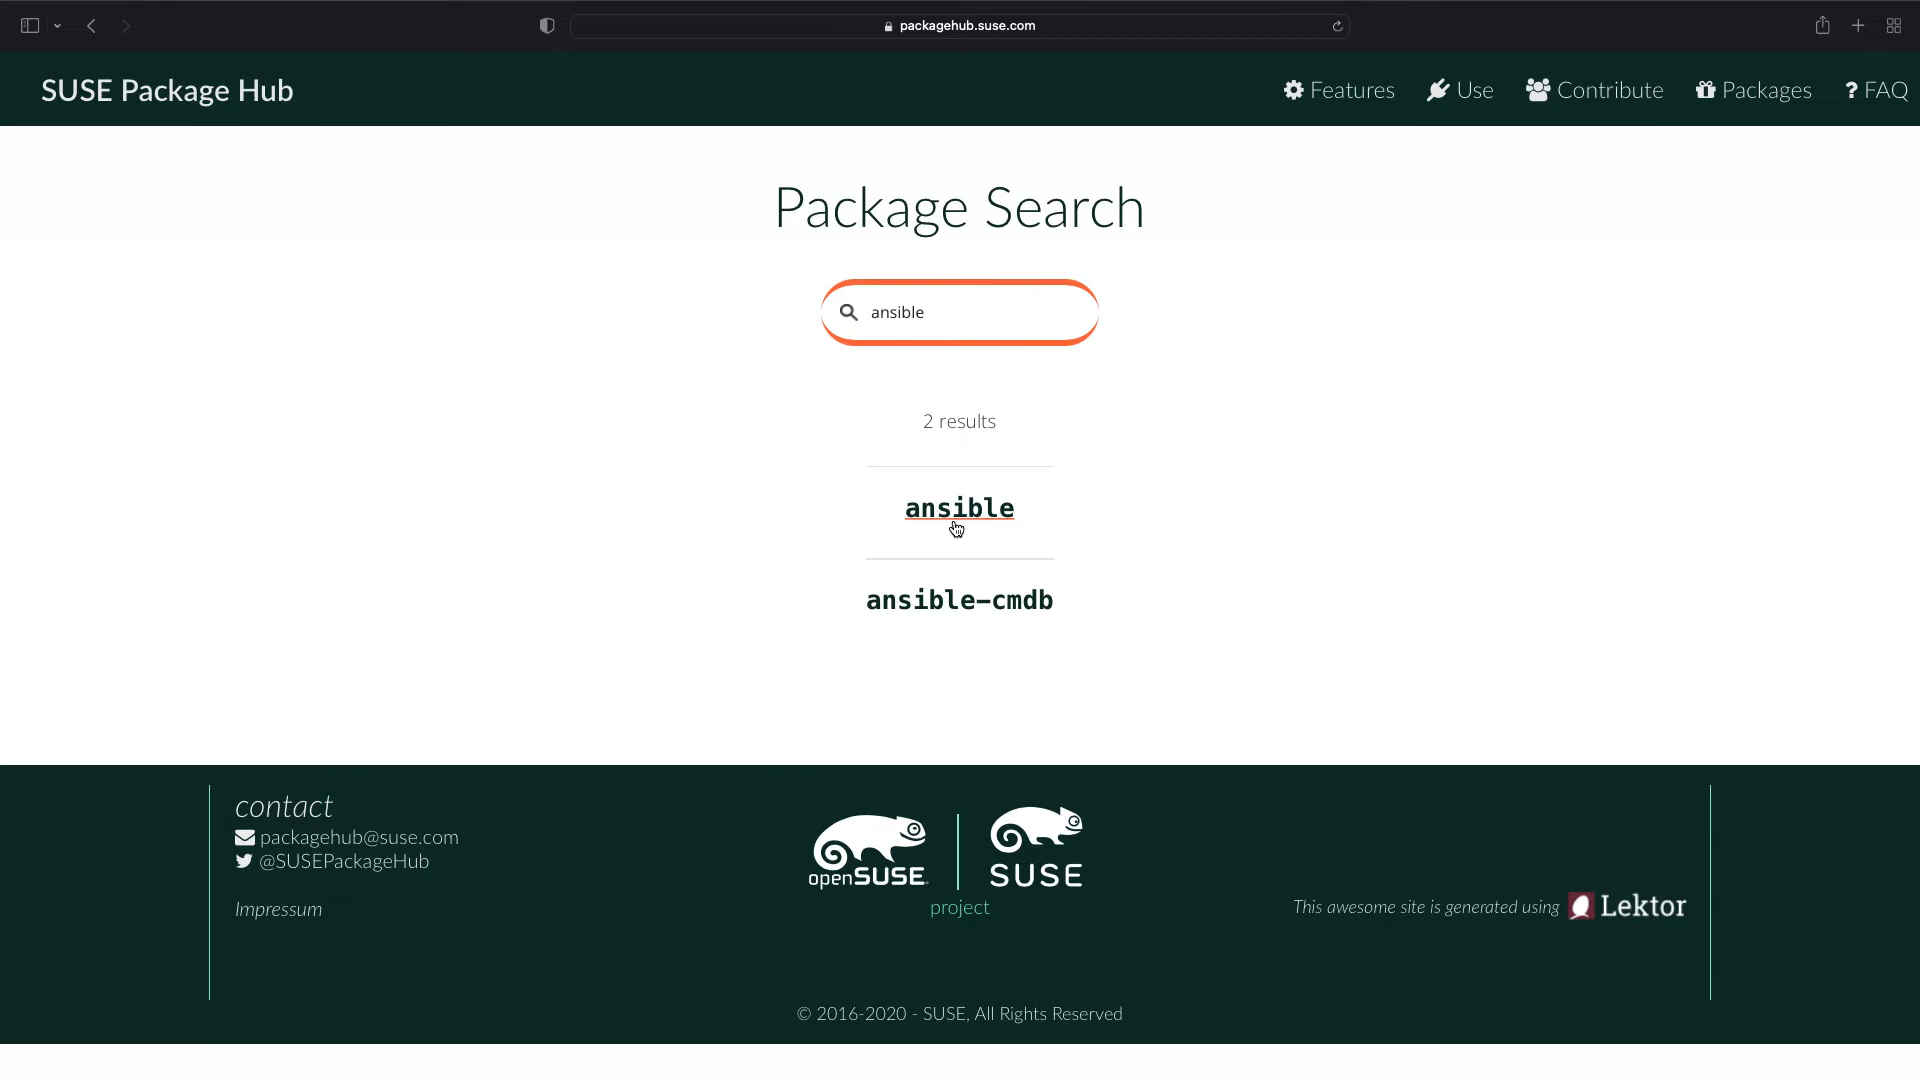 packagehub.suse.com
SUSE Package Hub
Features
Use
Contribute
Packages
? FAQ
Package Search
ansible
2 results
ansible
ansible-cmdb
contact
packagehub@suse.com
@SUSEPackageHub
Impressum
openSUSE
SUSE
project
This awesome site is generated using Lektor
© 2016-2020 - SUSE, All Rights Reserved